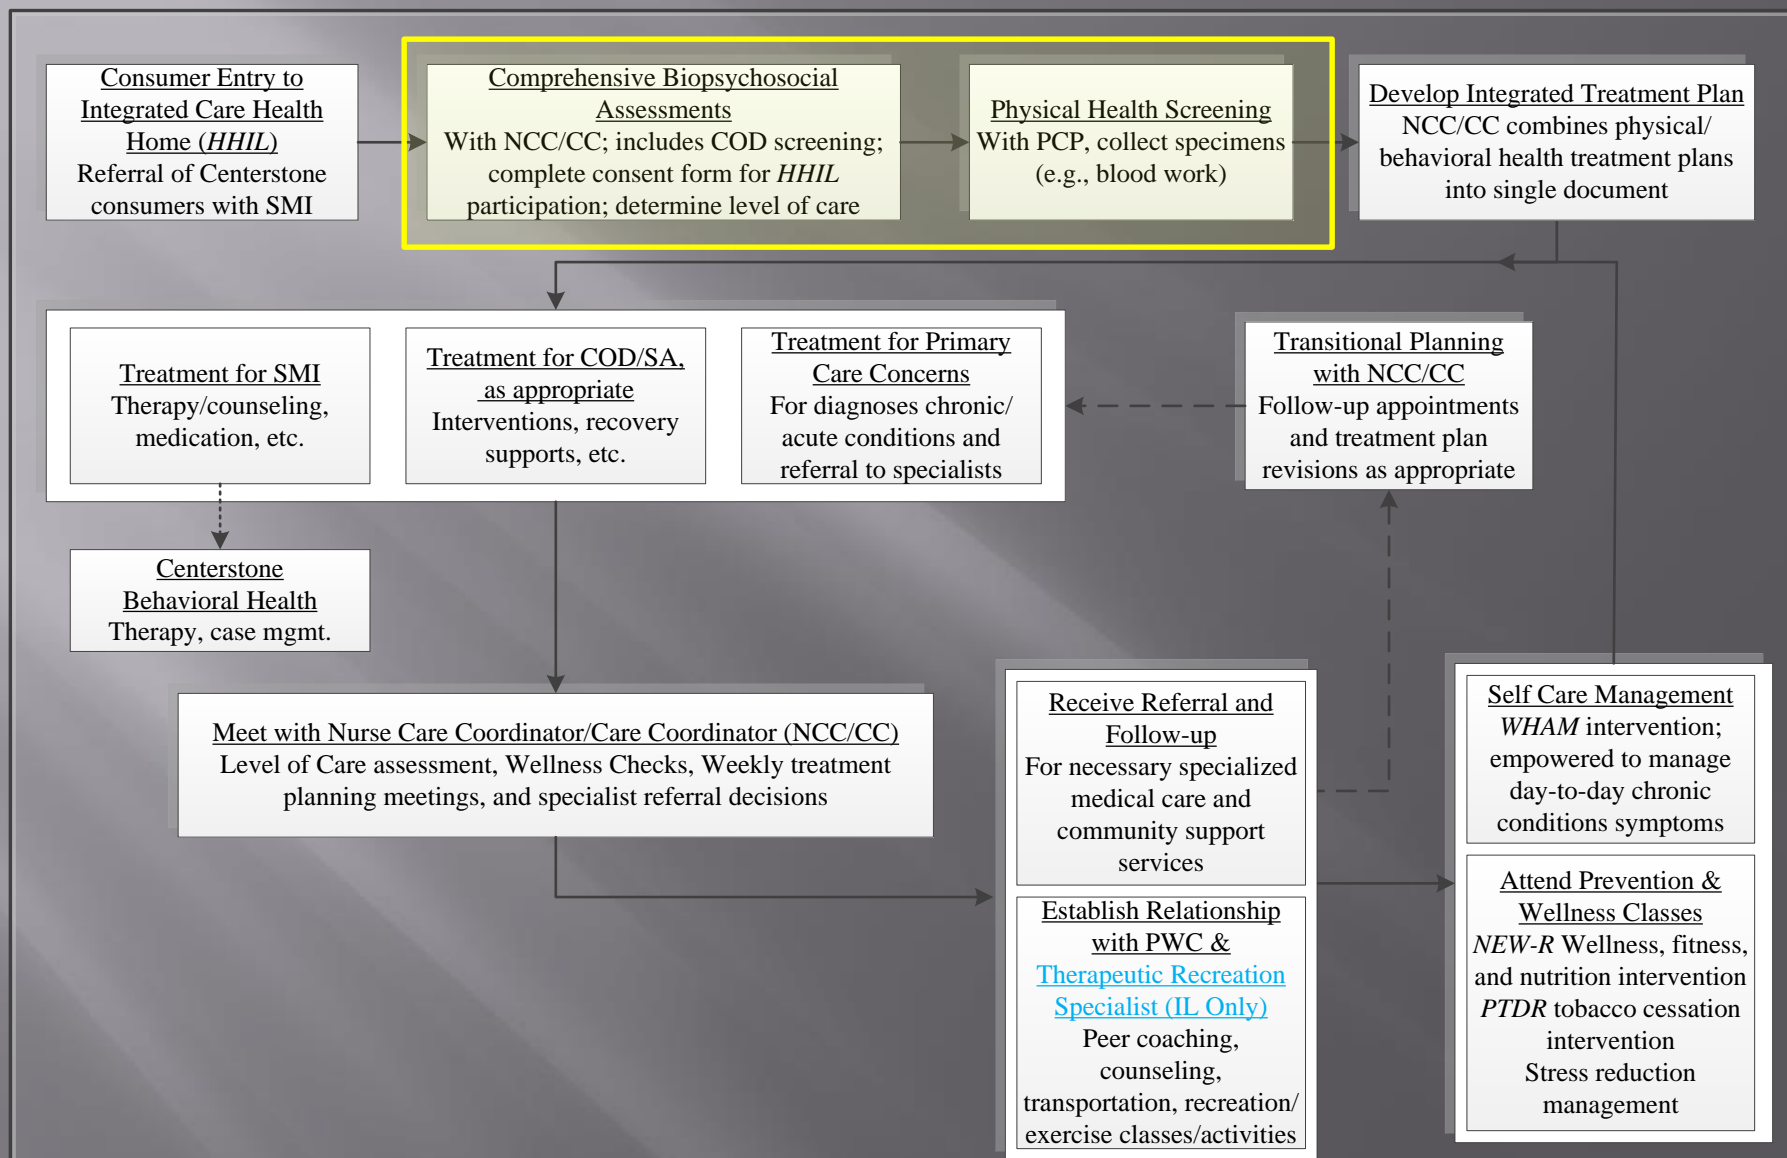 Consumer Entry to
Integrated Care Health
Home (HHIL)
Referral of Centerstone
consumers with SMI
Comprehensive Biopsychosocial
Assessments
With NCC/CC; includes COD screening;
complete consent form for HHIL
participation; determine level of care
Physical Health Screening
With PCP, collect specimens
(e.g., blood work)
Develop Integrated Treatment Plan
NCC/CC combines physical/
behavioral health treatment plans
into single document
Treatment for SMI
Therapy/counseling,
medication, etc.
Treatment for COD/SA,
as appropriate
Interventions, recovery
supports, etc.
Treatment for Primary
Care Concerns
For diagnoses chronic/
acute conditions and
referral to specialists
Transitional Planning
with NCC/CC
Follow-up appointments
and treatment plan
revisions as appropriate
Centerstone
Behavioral Health
Therapy, case mgmt.
Meet with Nurse Care Coordinator/Care Coordinator (NCC/CC)
Level of Care assessment, Wellness Checks, Weekly treatment
planning meetings, and specialist referral decisions
Receive Referral and
Follow-up
For necessary specialized
medical care and
community support
services
Establish Relationship
with PWC &
Therapeutic Recreation
Specialist (IL Only)
Peer coaching,
counseling,
transportation, recreation/
exercise classes/activities
Self Care Management
WHAM intervention;
empowered to manage
day-to-day chronic
conditions symptoms
Attend Prevention &
Wellness Classes
NEW-R Wellness, fitness,
and nutrition intervention
PTDR tobacco cessation
intervention
Stress reduction
management